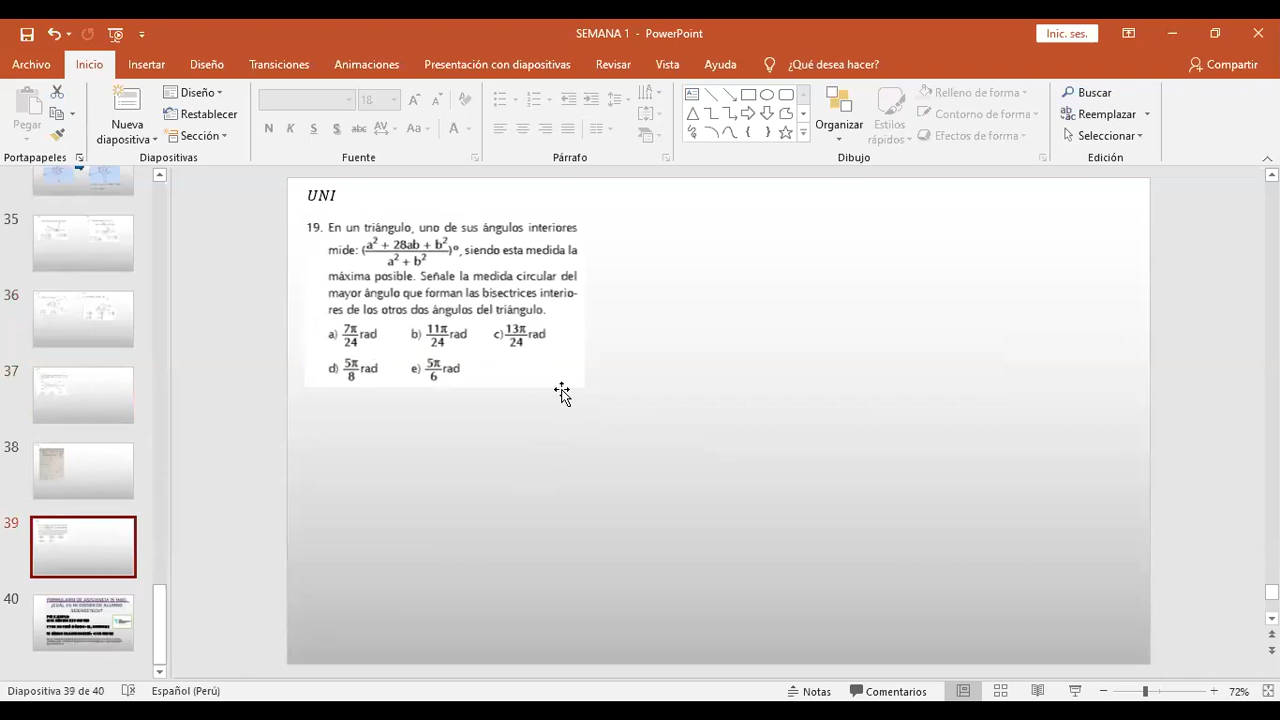 SEMANA 1 - PowerPoint
Inic. ses.
Archivo Inicio Insertar Diseño Transiciones Animaciones Presentación con diapositivas Revisar Vista Ayuda ¿Qué desea hacer? Compartir
Pegar
Nueva diapositiva
Diseño
Restablecer
Sección
18
N K S S abc AV Aa A
Organizar
Estilos rápidos
Relleno de forma
Contorno de forma
Efectos de forma
Buscar
Reemplazar
Seleccionar
Portapapeles Diapositivas Fuente Párrafo Dibujo Edición
35
36
37
38
39
40
UNI
19. En un triángulo, uno de sus ángulos interiores
mide: (a² + 28ab + b² / a² + b²)º, siendo esta medida la
máxima posible. Señale la medida circular del
mayor ángulo que forman las bisectrices interio-
res de los otros dos ángulos del triángulo.
a) 7π/24 rad b) 11π/24 rad c) 13π/24 rad
d) 5π/8 rad e) 5π/6 rad
Diapositiva 39 de 40 Español (Perú) Notas Comentarios 72%